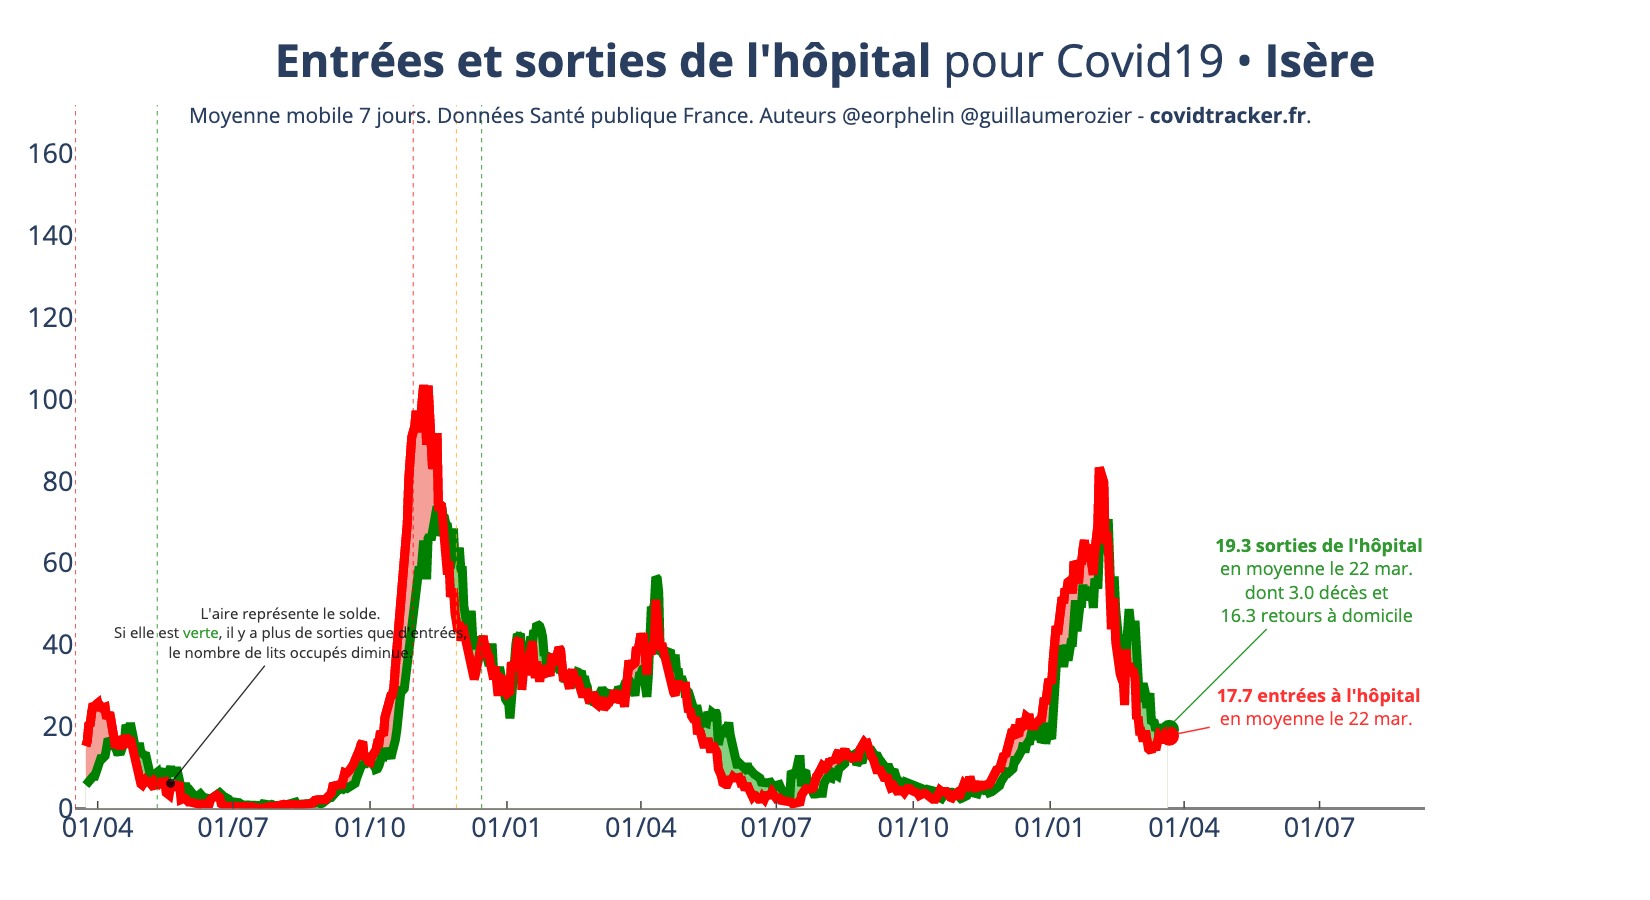 Entrées et sorties de l'hôpital pour Covid19 • Isère
Moyenne mobile 7 jours. Données Santé publique France. Auteurs @eorphelin @guillaumerozier - covidtracker.fr.
160
140
120
100
80
60
40
20
0
L'aire représente le solde.
Si elle est verte, il y a plus de sorties que d'entrées,
le nombre de lits occupés diminue.
19.3 sorties de l'hôpital
en moyenne le 22 mar.
dont 3.0 décès et
16.3 retours à domicile
17.7 entrées à l'hôpital
en moyenne le 22 mar.
01/04 01/07 01/10 01/01 01/04 01/07 01/10 01/01 01/04 01/07